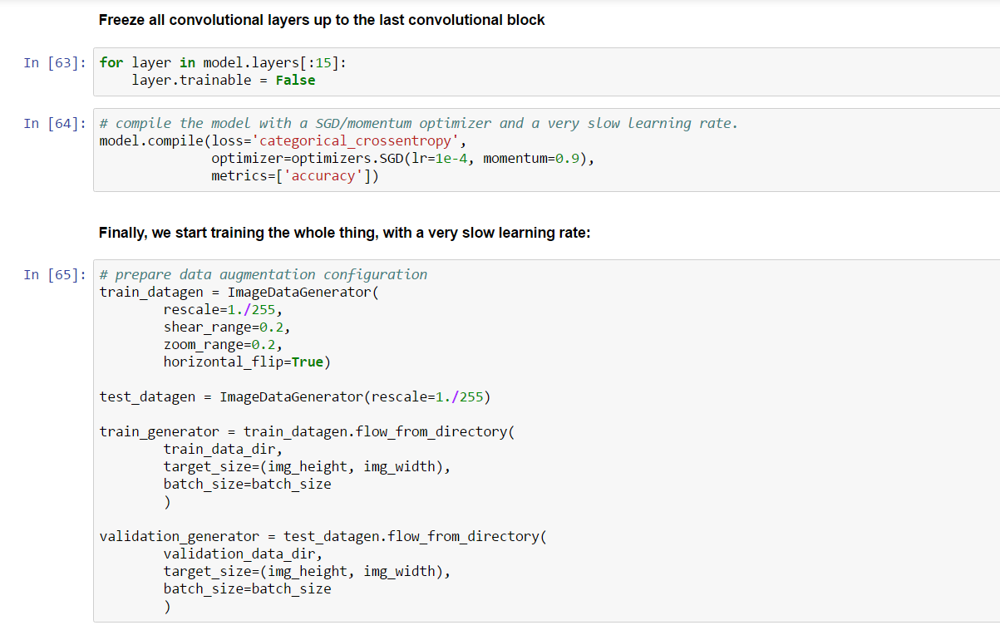 Freeze all convolutional layers up to the last convolutional block
In [63]: for layer in model.layers[:15]:
    layer.trainable = False
In [64]: # compile the model with a SGD/momentum optimizer and a very slow learning rate.
model.compile(loss='categorical_crossentropy',
              optimizer=optimizers.SGD(lr=1e-4, momentum=0.9),
              metrics=['accuracy'])
Finally, we start training the whole thing, with a very slow learning rate:
In [65]: # prepare data augmentation configuration
train_datagen = ImageDataGenerator(
        rescale=1./255,
        shear_range=0.2,
        zoom_range=0.2,
        horizontal_flip=True)
test_datagen = ImageDataGenerator(rescale=1./255)
train_generator = train_datagen.flow_from_directory(
        train_data_dir,
        target_size=(img_height, img_width),
        batch_size=batch_size
        )
validation_generator = test_datagen.flow_from_directory(
        validation_data_dir,
        target_size=(img_height, img_width),
        batch_size=batch_size
        )